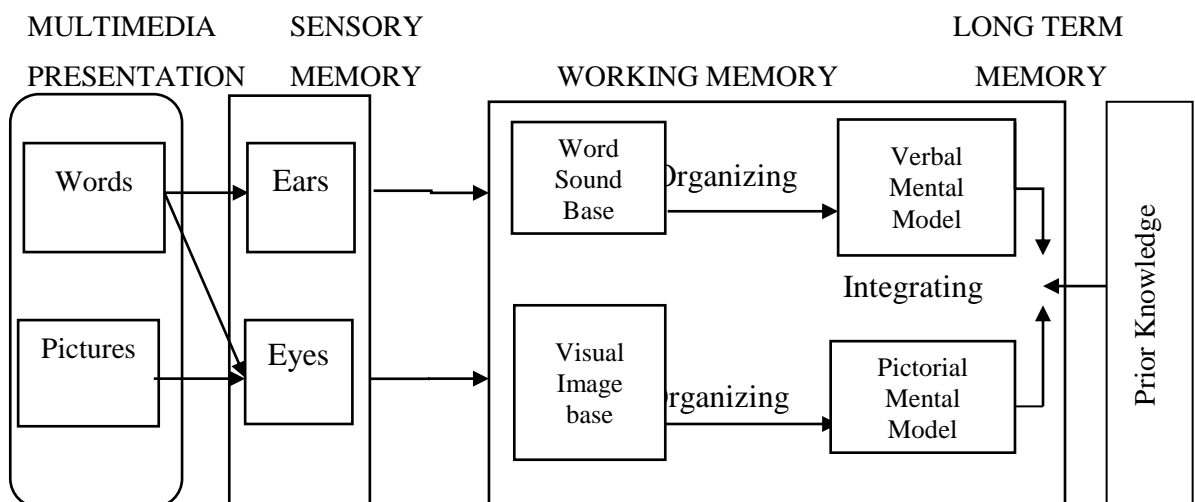 MULTIMEDIA
PRESENTATION
SENSORY
MEMORY
WORKING MEMORY
LONG TERM
MEMORY
Words
Pictures
Ears
Eyes
Word
Sound
Base
Organizing
Verbal
Mental
Model
Integrating
Visual
Image
base
Organizing
Pictorial
Mental
Model
Prior Knowledge